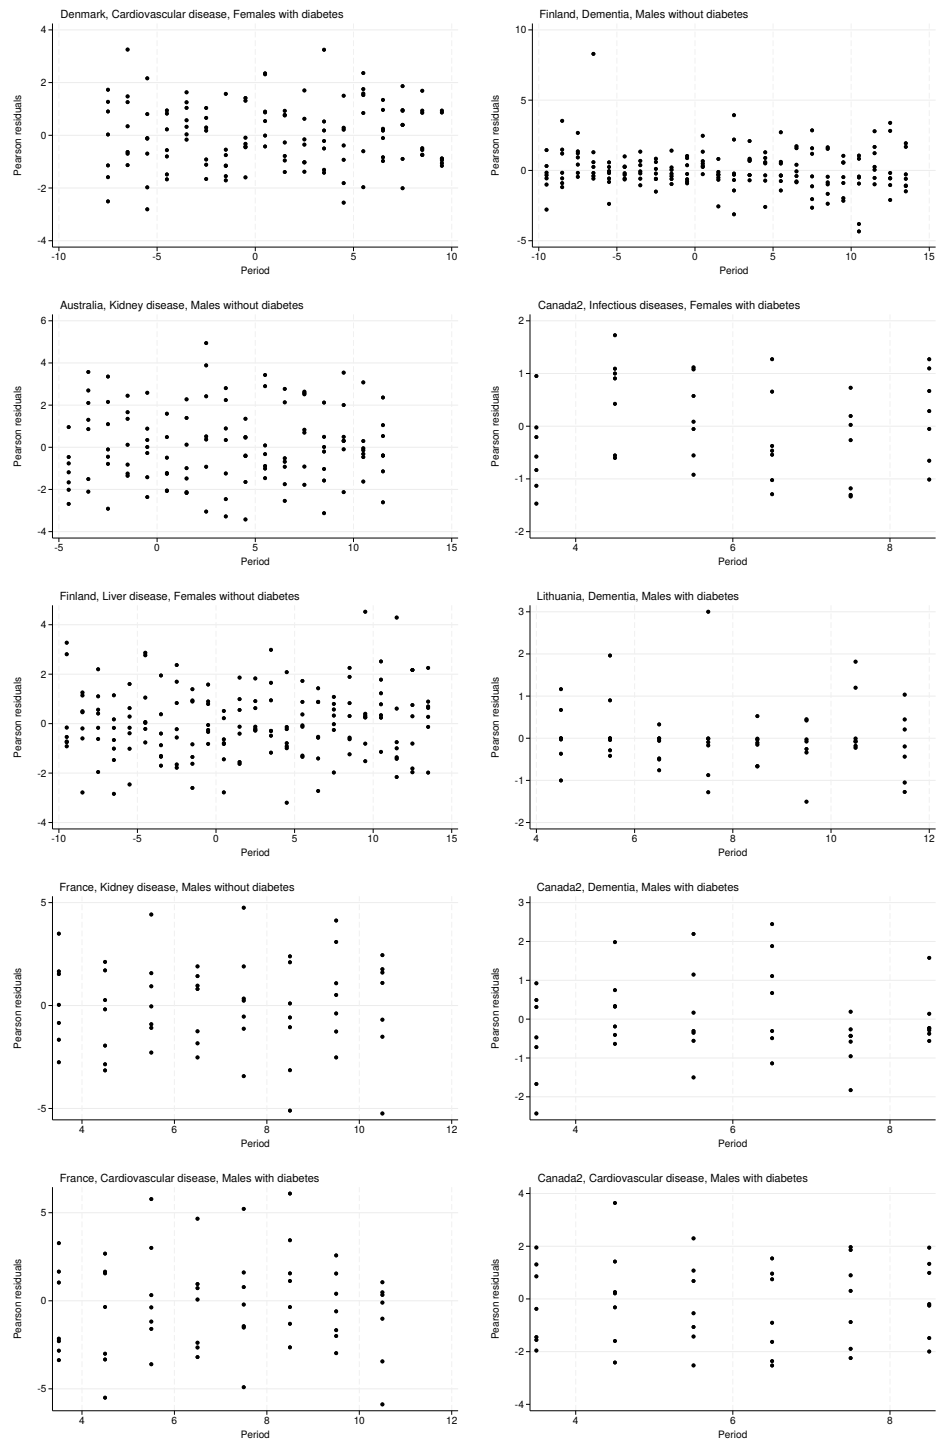 Denmark, Cardiovascular disease, Females with diabetes
4
2
0
-2
-4
Pearson residuals
-10 -5 0 5 10
Period
Finland, Dementia, Males without diabetes
10
5
0
-5
Pearson residuals
-10 -5 0 5 10 15
Period
Australia, Kidney disease, Males without diabetes
6
4
2
0
-2
-4
Pearson residuals
-5 0 5 10 15
Period
Canada2, Infectious diseases, Females with diabetes
2
1
0
-1
-2
Pearson residuals
4 6 8
Period
Finland, Liver disease, Females without diabetes
4
2
0
-2
-4
Pearson residuals
-10 -5 0 5 10 15
Period
Lithuania, Dementia, Males with diabetes
3
2
1
0
-1
-2
Pearson residuals
4 6 8 10 12
Period
France, Kidney disease, Males without diabetes
5
0
-5
Pearson residuals
4 6 8 10 12
Period
Canada2, Dementia, Males with diabetes
3
2
1
0
-1
-2
Pearson residuals
4 6 8
Period
France, Cardiovascular disease, Males with diabetes
5
0
-5
Pearson residuals
4 6 8 10 12
Period
Canada2, Cardiovascular disease, Males with diabetes
4
2
0
-2
-4
Pearson residuals
4 6 8
Period